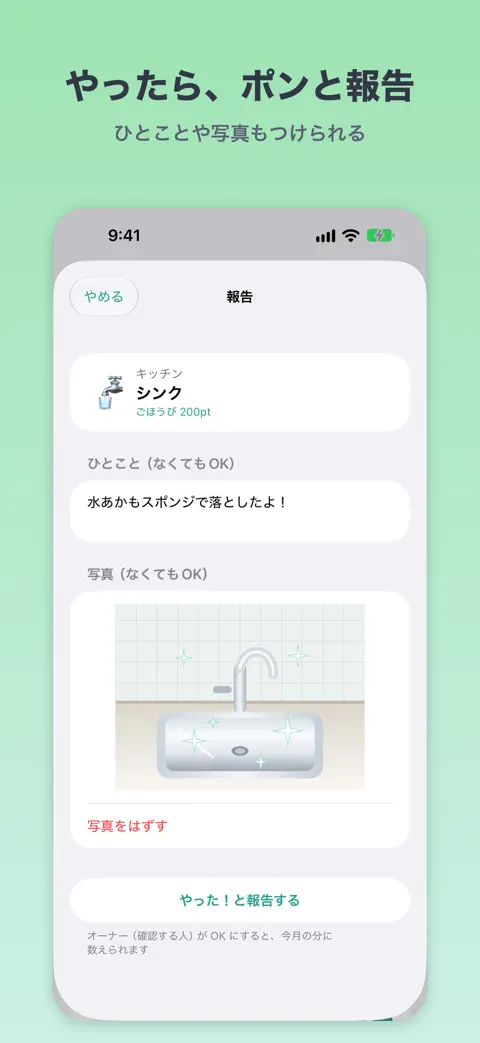 やったら、ポンと報告
ひとことや写真もつけられる
9:41
やめる
報告
キッチン
シンク
ごほうび 200pt
ひとこと（なくてもOK）
水あかもスポンジで落としたよ！
写真（なくてもOK）
写真をはずす
やった！と報告する
オーナー（確認する人）が OK にすると、今月の分に
数えられます